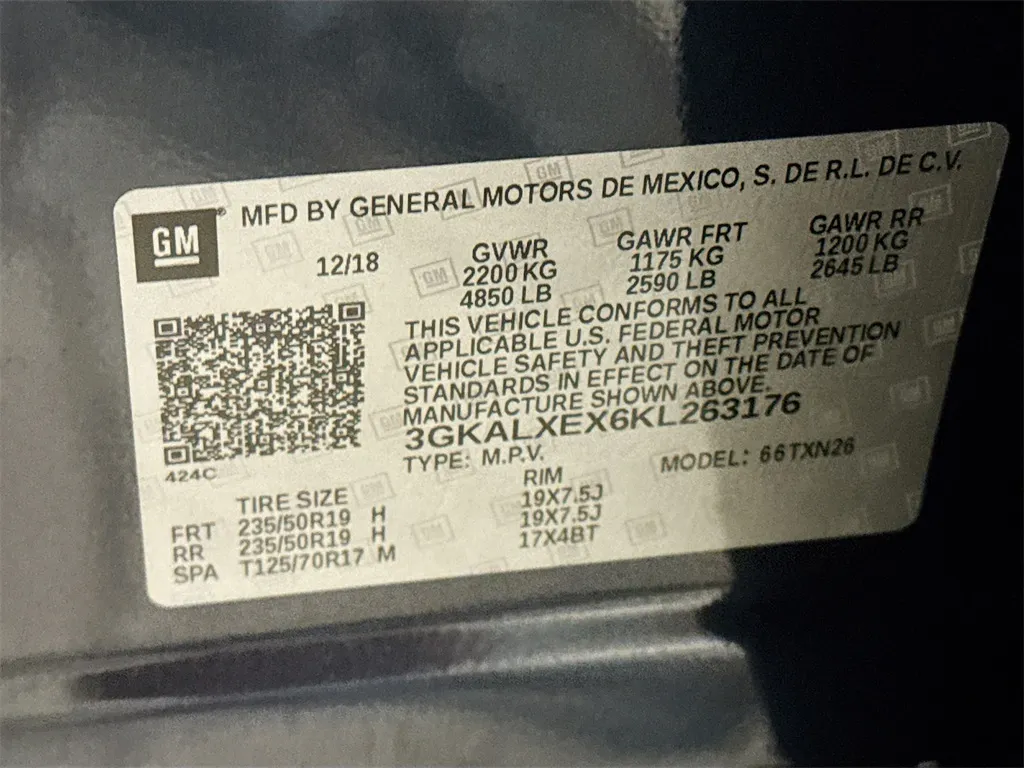 GM® MFD BY GENERAL MOTORS DE MEXICO, S. DE R.L. DE C.V.
12/18 GVWR GAWR FRT GAWR RR
2200 KG 1175 KG 1200 KG
4850 LB 2590 LB 2645 LB
THIS VEHICLE CONFORMS TO ALL
APPLICABLE U.S. FEDERAL MOTOR
VEHICLE SAFETY AND THEFT PREVENTION
STANDARDS IN EFFECT ON THE DATE OF
MANUFACTURE SHOWN ABOVE.
3GKALXEX6KL263176
424C
TYPE: M.P.V. MODEL: 66TXN26
TIRE SIZE RIM
FRT 235/50R19 H 19X7.5J
RR 235/50R19 H 19X7.5J
SPA T125/70R17 M 17X4BT